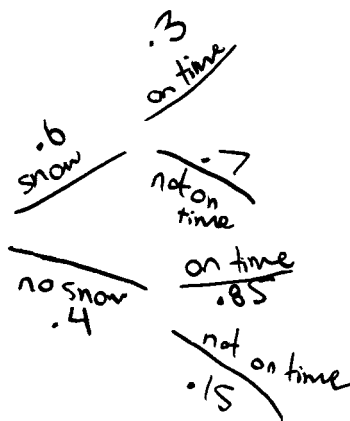 .3
on time
.6
snow
.7
not on
time
on time
.85
no snow
.4
not on time
.15